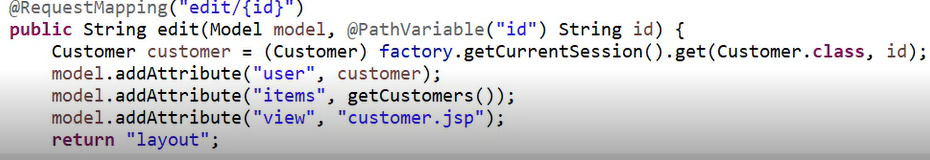 @RequestMapping("edit/{id}")
public String edit(Model model, @PathVariable("id") String id) {
Customer customer = (Customer) factory.getCurrentSession().get(Customer.class, id);
model.addAttribute("user", customer);
model.addAttribute("items", getCustomers());
model.addAttribute("view", "customer.jsp");
return "layout";